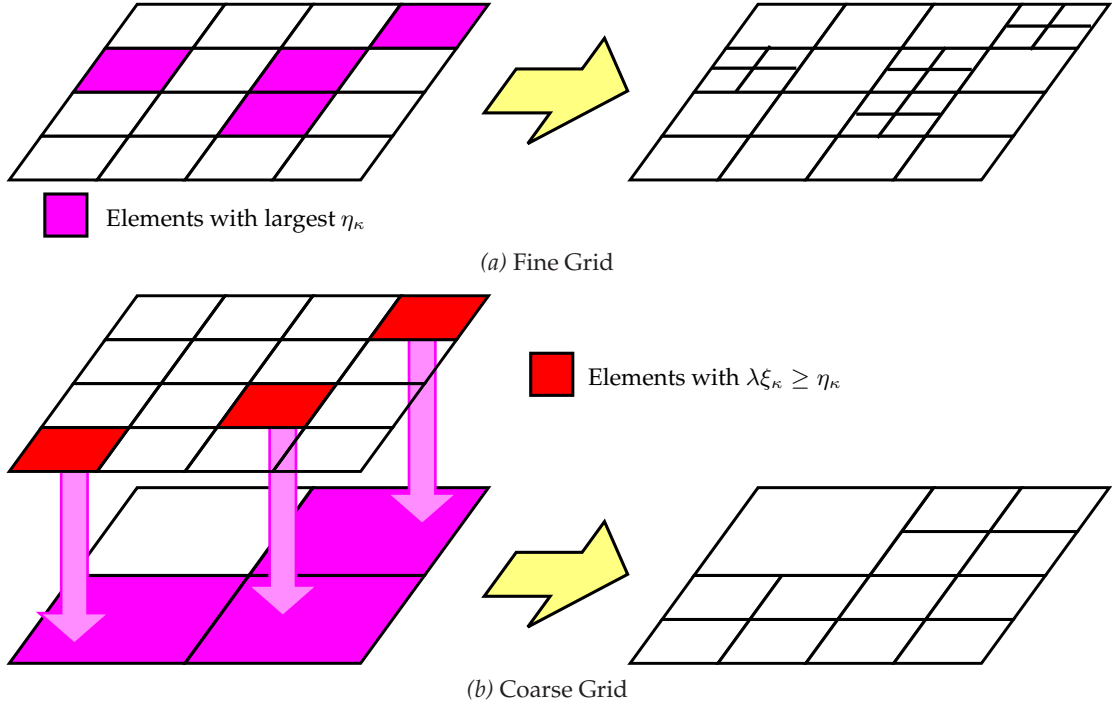 Elements with largest ηκ
(a) Fine Grid
Elements with λξκ ≥ ηκ
(b) Coarse Grid